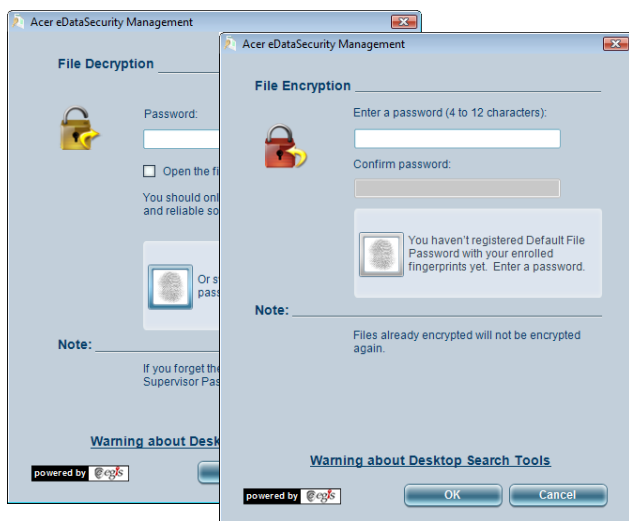 Acer eDataSecurity Management
File Decryption
Password:
Open the fi
You should onl
and reliable so
Or s
pass
Note:
If you forget the
Supervisor Pas
Warning about Desk
powered by egis
Acer eDataSecurity Management
File Encryption
Enter a password (4 to 12 characters):
Confirm password:
You haven't registered Default File
Password with your enrolled
fingerprints yet. Enter a password.
Note:
Files already encrypted will not be encrypted
again.
Warning about Desktop Search Tools
powered by egis
OK
Cancel